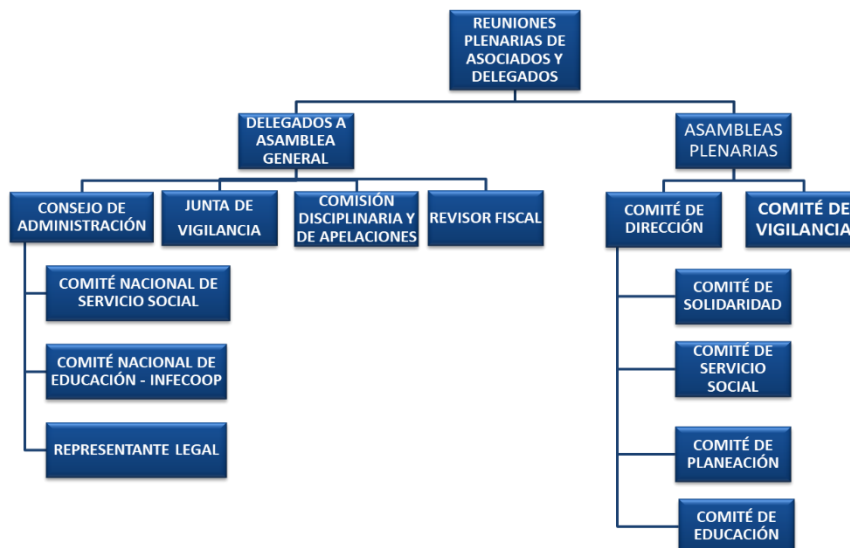 REUNIONES
PLENARIAS DE
ASOCIADOS Y
DELEGADOS
DELEGADOS A
ASAMBLEA
GENERAL
ASAMBLEAS
PLENARIAS
CONSEJO DE
ADMINISTRACIÓN
JUNTA DE
VIGILANCIA
COMISIÓN
DISCIPLINARIA Y
DE APELACIONES
REVISOR FISCAL
COMITÉ DE
DIRECCIÓN
COMITÉ DE
VIGILANCIA
COMITÉ NACIONAL DE
SERVICIO SOCIAL
COMITÉ NACIONAL DE
EDUCACIÓN - INFECOOP
REPRESENTANTE LEGAL
COMITÉ DE
SOLIDARIDAD
COMITÉ DE
SERVICIO
SOCIAL
COMITÉ DE
PLANEACIÓN
COMITÉ DE
EDUCACIÓN